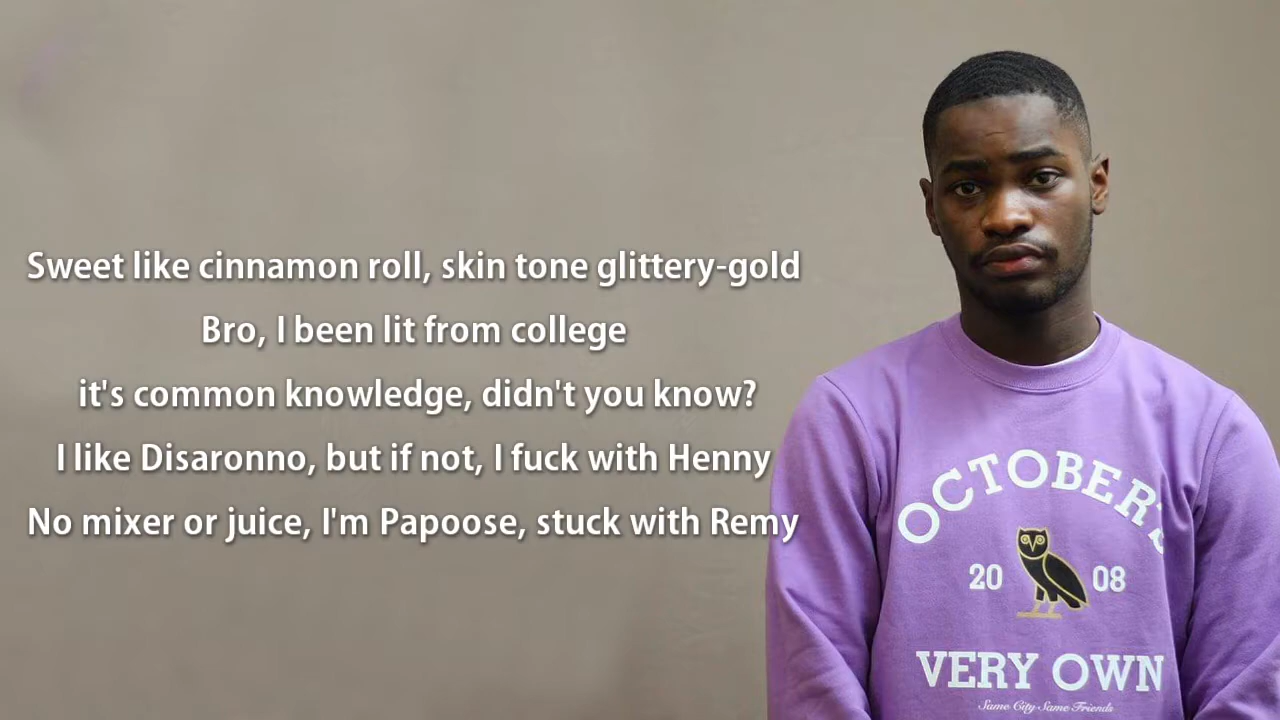 Sweet like cinnamon roll, skin tone glittery-gold
Bro, I been lit from college
it's common knowledge, didn't you know?
I like Disaronno, but if not, I fuck with Henny
No mixer or juice, I'm Papoose, stuck with Remy
OCTOBER'S
20 08
VERY OWN
Same City Same Friends